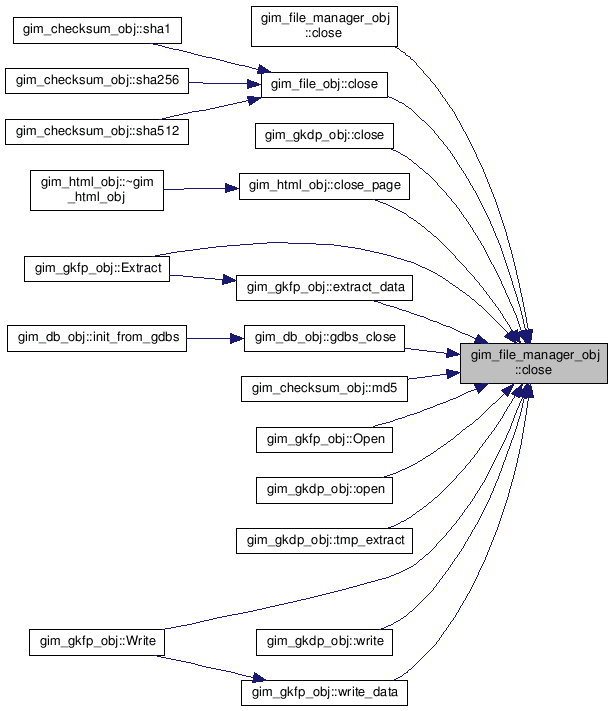 gim_file_manager_obj
::close
gim_checksum_obj::sha1
gim_checksum_obj::sha256
gim_file_obj::close
gim_checksum_obj::sha512
gim_gkdp_obj::close
gim_html_obj::~gim
_html_obj
gim_html_obj::close_page
gim_gkfp_obj::Extract
gim_gkfp_obj::extract_data
gim_db_obj::init_from_gdbs
gim_db_obj::gdbs_close
gim_file_manager_obj
::close
gim_checksum_obj::md5
gim_gkfp_obj::Open
gim_gkdp_obj::open
gim_gkdp_obj::tmp_extract
gim_gkfp_obj::Write
gim_gkdp_obj::write
gim_gkfp_obj::write_data